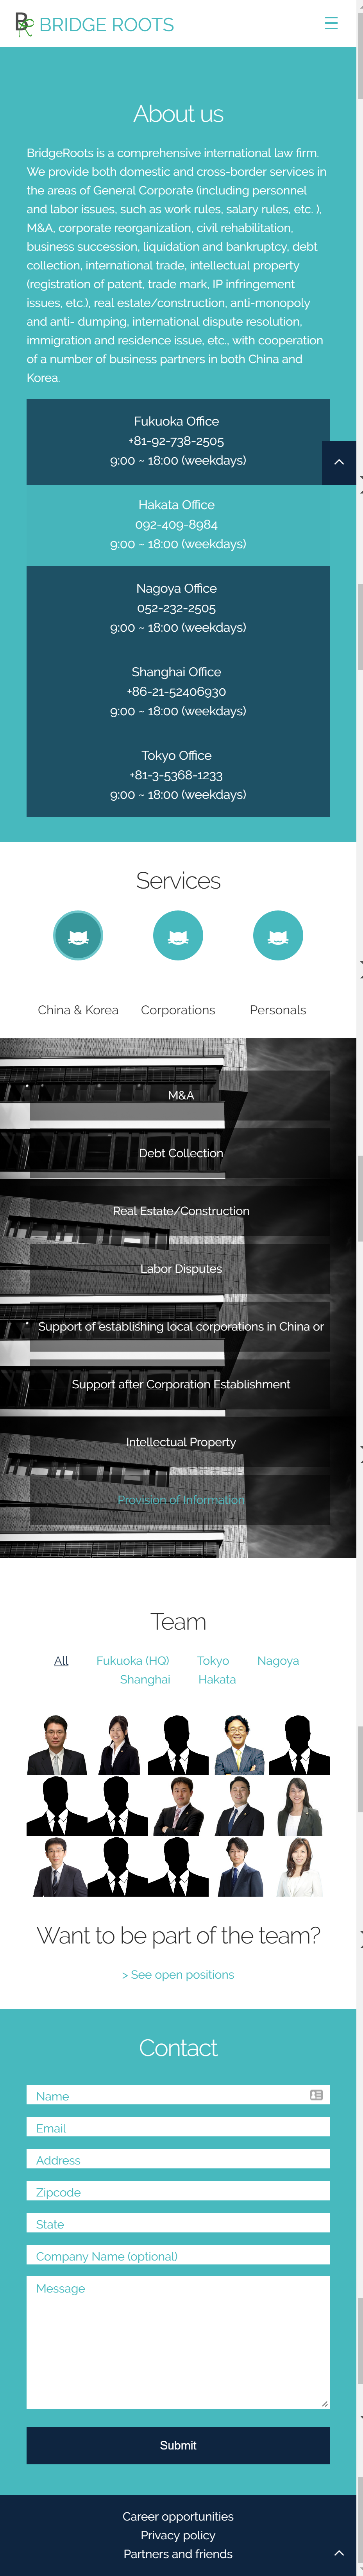 BRIDGE ROOTS
About us
BridgeRoots is a comprehensive international law firm.
We provide both domestic and cross-border services in
the areas of General Corporate (including personnel
and labor issues, such as work rules, salary rules, etc. ),
M&A, corporate reorganization, civil rehabilitation,
business succession, liquidation and bankruptcy, debt
collection, international trade, intellectual property
(registration of patent, trade mark, IP infringement
issues, etc.), real estate/construction, anti-monopoly
and anti- dumping, international dispute resolution,
immigration and residence issue, etc., with cooperation
of a number of business partners in both China and
Korea.
Fukuoka Office
+81-92-738-2505
9:00 ~ 18:00 (weekdays)
Hakata Office
092-409-8984
9:00 ~ 18:00 (weekdays)
Nagoya Office
052-232-2505
9:00 ~ 18:00 (weekdays)
Shanghai Office
+86-21-52406930
9:00 ~ 18:00 (weekdays)
Tokyo Office
+81-3-5368-1233
9:00 ~ 18:00 (weekdays)
Services
China & Korea Corporations Personals
M&A
Debt Collection
Real Estate/Construction
Labor Disputes
Support of establishing local corporations in China or
Support after Corporation Establishment
Intellectual Property
Provision of Information
Team
All Fukuoka (HQ) Tokyo Nagoya
Shanghai Hakata
Want to be part of the team?
> See open positions
Contact
Name
Email
Address
Zipcode
State
Company Name (optional)
Message
Submit
Career opportunities
Privacy policy
Partners and friends